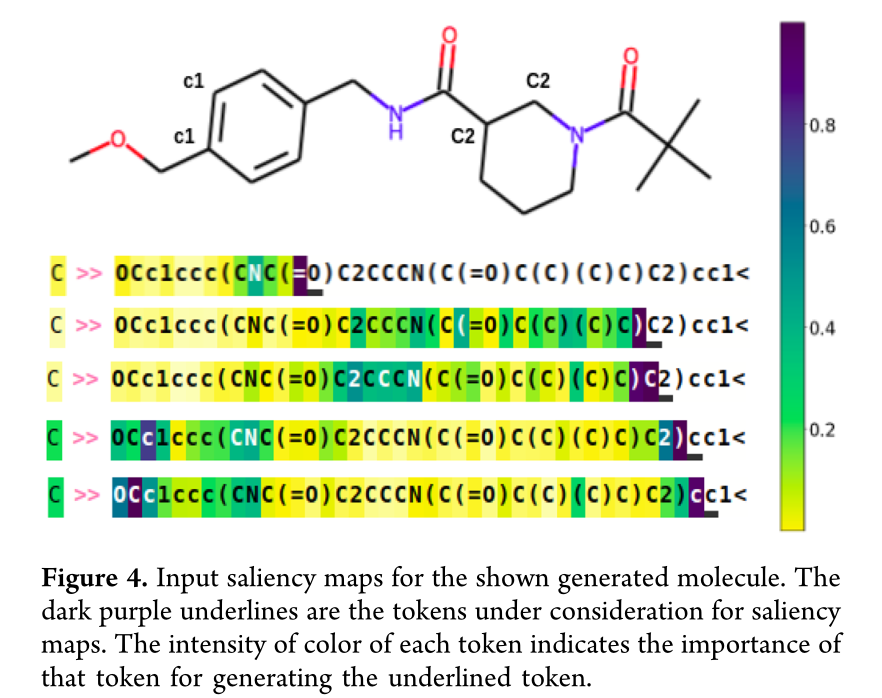 O
O
c1
C2
N
H
c1
O
C2
N
0.8
0.6
0.4
0.2
C >> OCc1ccc(CNC(=O)C2CCCN(C(=O)C(C)(C)C)C2)cc1<
C >> OCc1ccc(CNC(=O)C2CCCN(C(=O)C(C)(C)C)C2)cc1<
C >> OCc1ccc(CNC(=O)C2CCCN(C(=O)C(C)(C)C)C2)cc1<
C >> OCc1ccc(CNC(=O)C2CCCN(C(=O)C(C)(C)C)C2)cc1<
C >> OCc1ccc(CNC(=O)C2CCCN(C(=O)C(C)(C)C)C2)cc1<
Figure 4. Input saliency maps for the shown generated molecule. The
dark purple underlines are the tokens under consideration for saliency
maps. The intensity of color of each token indicates the importance of
that token for generating the underlined token.